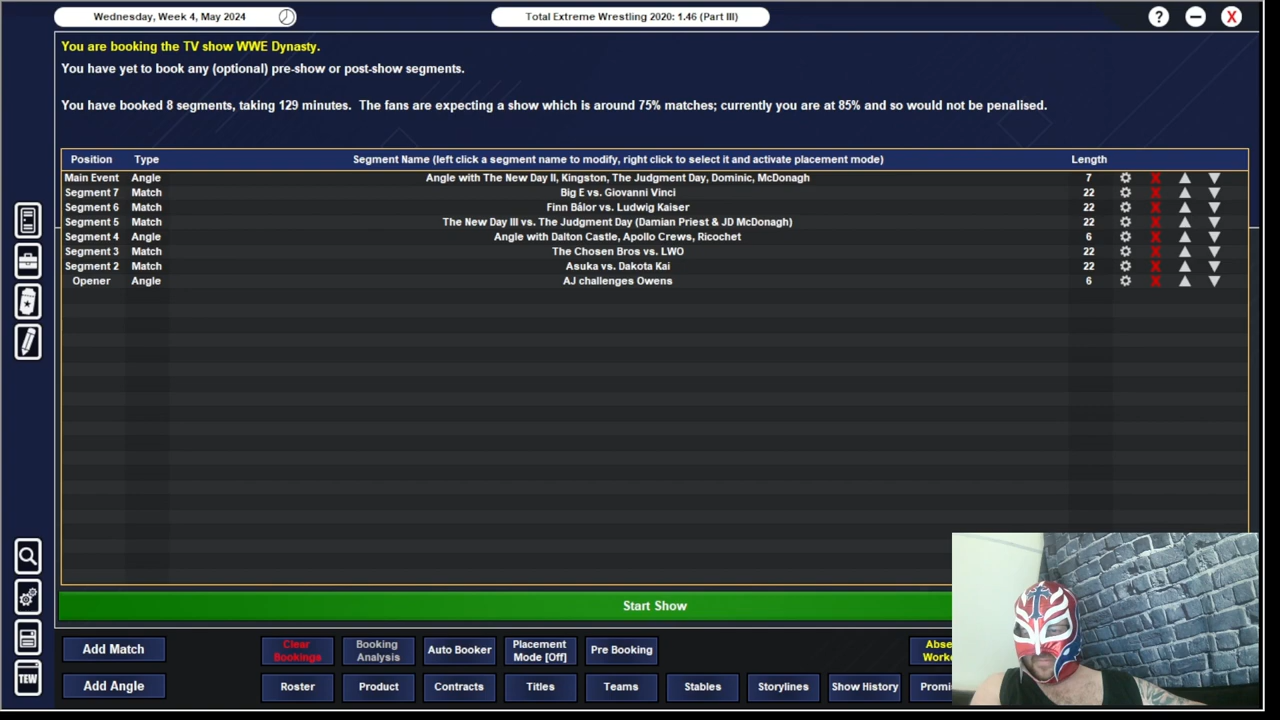 Wednesday, Week 4, May 2024
Total Extreme Wrestling 2020: 1.46 (Part III)
? X
You are booking the TV show WWE Dynasty.
You have yet to book any (optional) pre-show or post-show segments.
You have booked 8 segments, taking 129 minutes. The fans are expecting a show which is around 75% matches; currently you are at 85% and so would not be penalised.
Position Type Segment Name (left click a segment name to modify, right click to select it and activate placement mode) Length
Main Event Angle Angle with The New Day II, Kingston, The Judgment Day, Dominic, McDonagh 7 X
Segment 7 Match Big E vs. Giovanni Vinci 22 X
Segment 6 Match Finn Bálor vs. Ludwig Kaiser 22 X
Segment 5 Match The New Day III vs. The Judgment Day (Damian Priest & JD McDonagh) 22 X
Segment 4 Angle Angle with Dalton Castle, Apollo Crews, Ricochet 6 X
Segment 3 Match The Chosen Bros vs. LWO 22 X
Segment 2 Match Asuka vs. Dakota Kai 22 X
Opener Angle AJ challenges Owens 6 X
Start Show
Add Match
Clear Bookings
Booking Analysis
Auto Booker
Placement Mode [Off]
Pre Booking
Abse
Work
TEW
Add Angle
Roster
Product
Contracts
Titles
Teams
Stables
Storylines
Show History
Promi